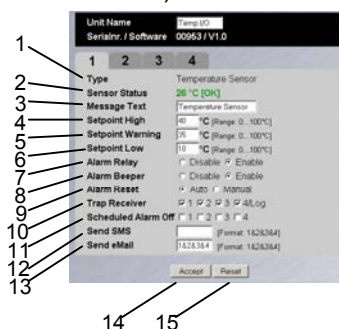 Unit Name Temp I/O
Serialnr. / Software 00953 / V1.0
1 2 3 4
1 Type Temperature Sensor
2 Sensor Status 26 °C [OK]
3 Message Text Temperature Sensor
4 Setpoint High 40 °C [Range: 0...100°C]
5 Setpoint Warning 35 °C [Range: 0...100°C]
6 Setpoint Low 10 °C [Range: 0...100°C]
7 Alarm Relay Disable Enable
8 Alarm Beeper Disable Enable
9 Alarm Reset Auto Manual
10 Trap Receiver 1 2 3 4/Log
11 Scheduled Alarm Off 1 2 3 4
12 Send SMS [Format: 1&2&3&4]
13 Send eMail 1&2&3&4 [Format: 1&2&3&4]
Accept Reset
14 15